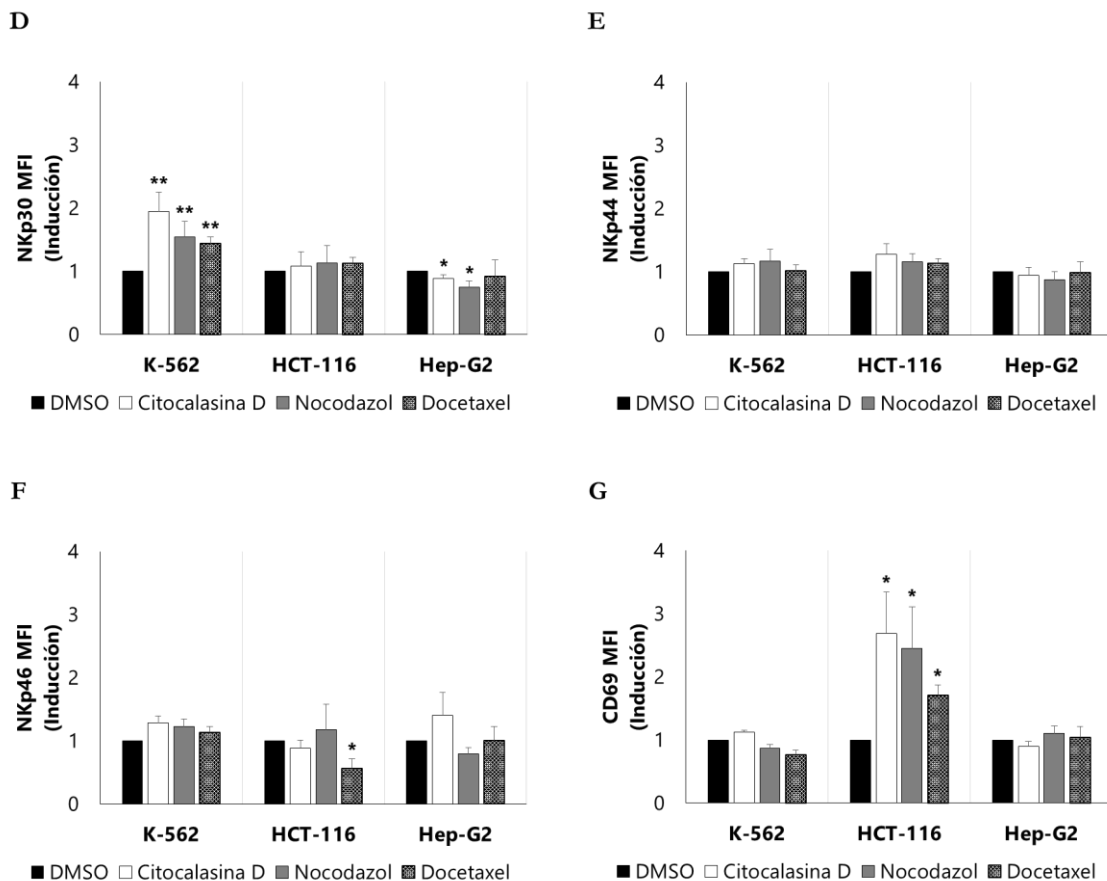 D
NKp30 MFI
(Inducción)
4
3
2
1
0
** ** **
* *
K-562 HCT-116 Hep-G2
DMSO Citocalasina D Nocodazol Docetaxel
E
NKp44 MFI
(Inducción)
4
3
2
1
0
K-562 HCT-116 Hep-G2
DMSO Citocalasina D Nocodazol Docetaxel
F
NKp46 MFI
(Inducción)
4
3
2
1
0
*
K-562 HCT-116 Hep-G2
DMSO Citocalasina D Nocodazol Docetaxel
G
CD69 MFI
(Inducción)
4
3
2
1
0
* * *
K-562 HCT-116 Hep-G2
DMSO Citocalasina D Nocodazol Docetaxel